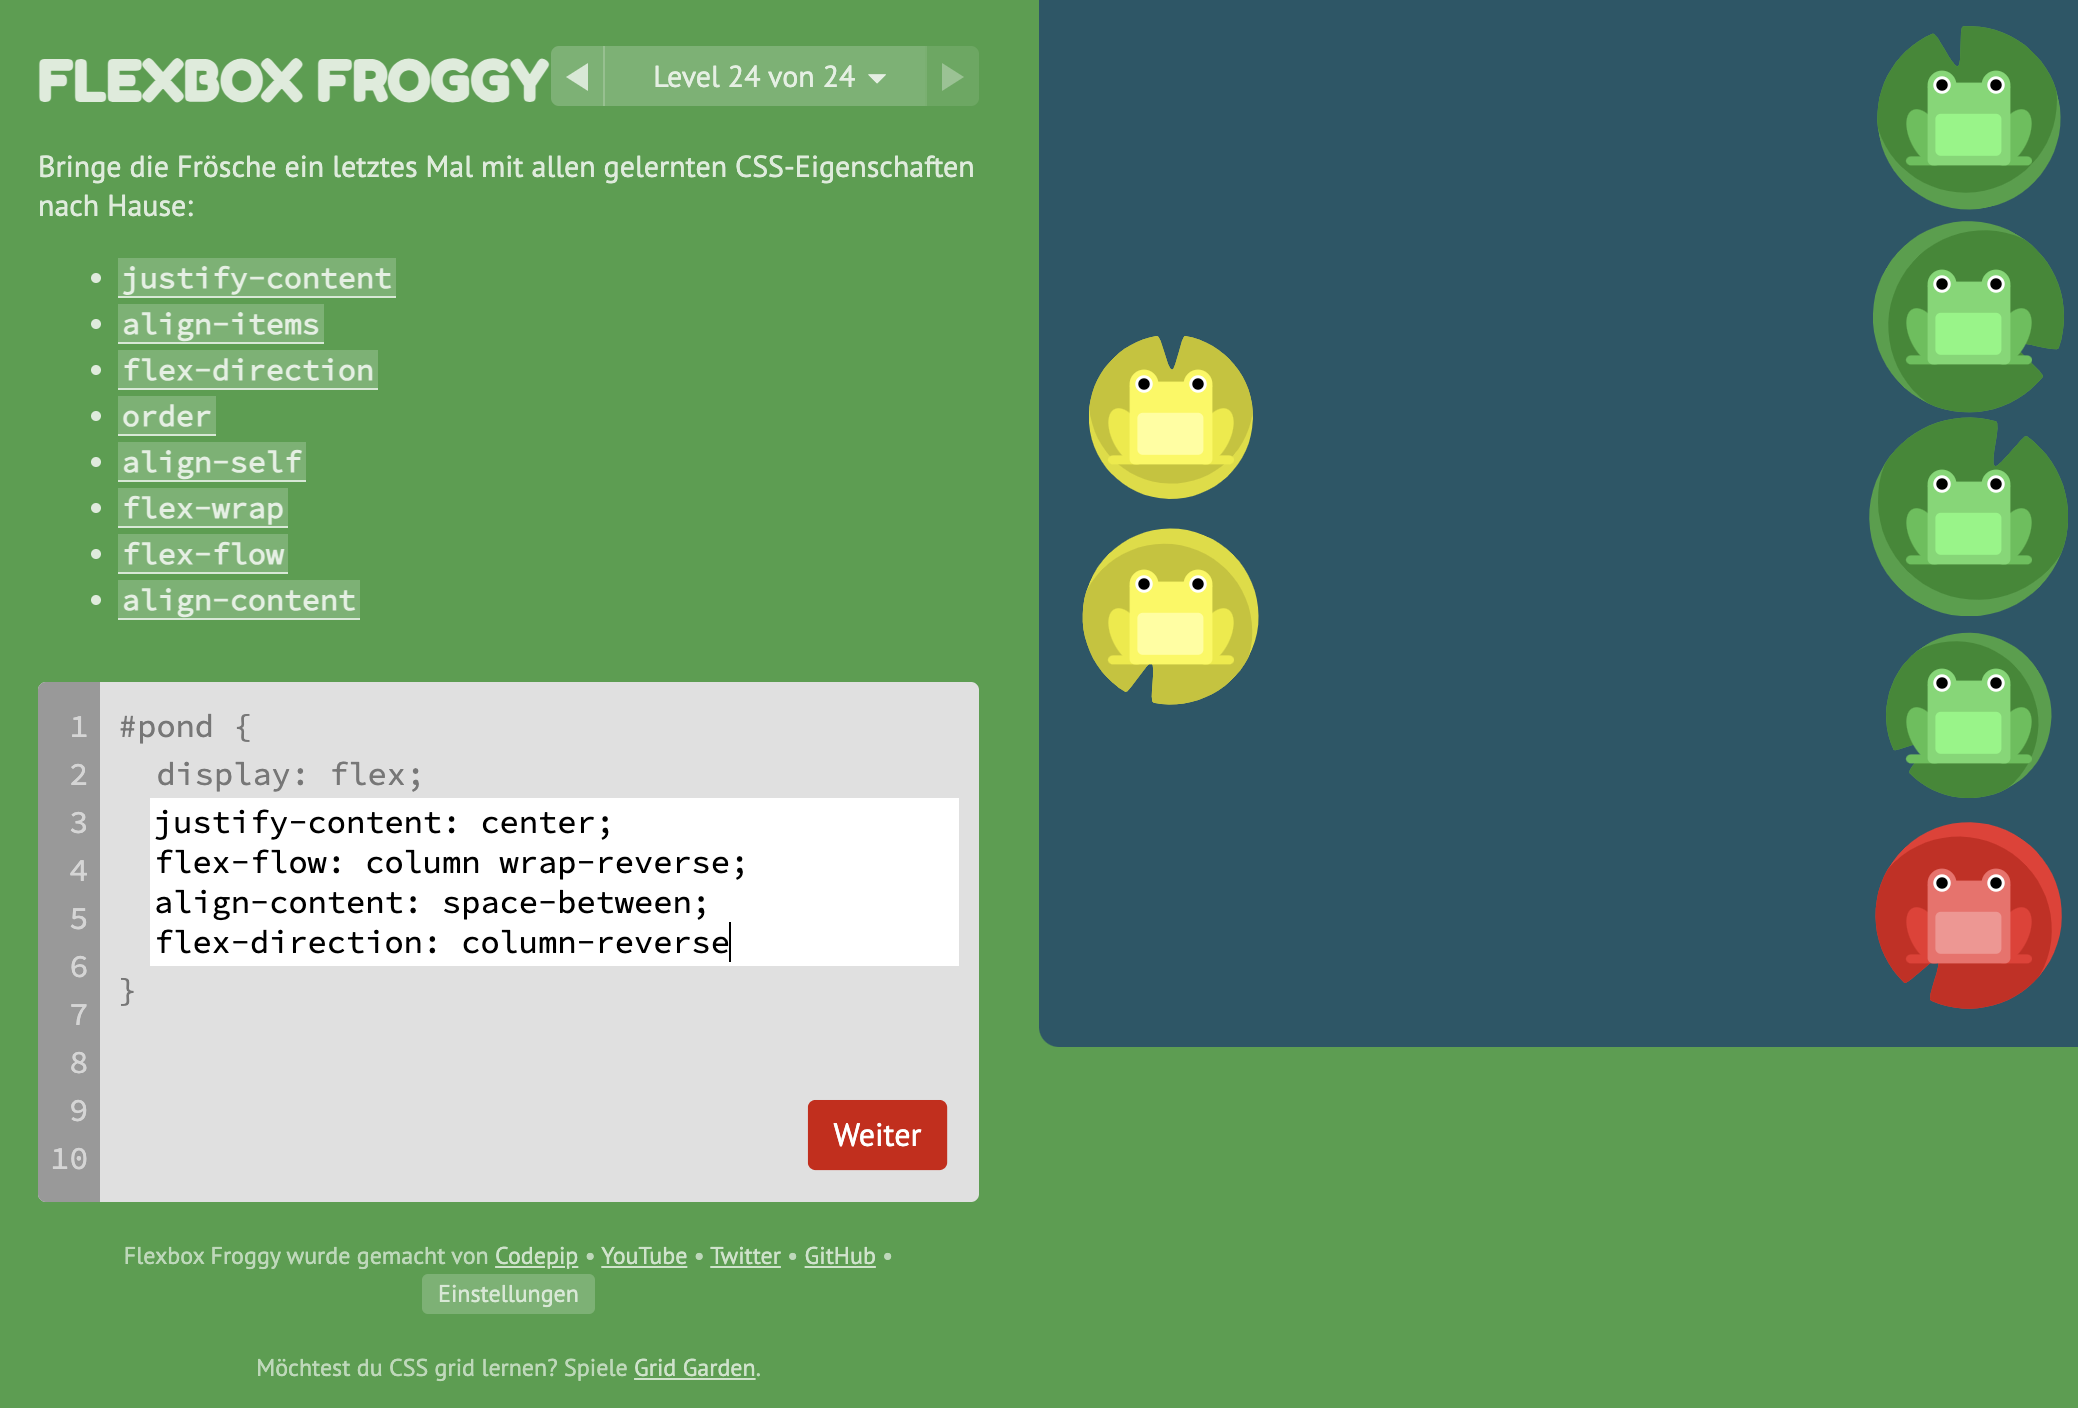 FLEXBOX FROGGY
Level 24 von 24
Bringe die Frösche ein letztes Mal mit allen gelernten CSS-Eigenschaften
nach Hause:
• justify-content
• align-items
• flex-direction
• order
• align-self
• flex-wrap
• flex-flow
• align-content
1 #pond {
2 display: flex;
3 justify-content: center;
4 flex-flow: column wrap-reverse;
5 align-content: space-between;
6 flex-direction: column-reverse
7 }
8
9
10
Weiter
Flexbox Froggy wurde gemacht von Codepip • YouTube • Twitter • GitHub •
Einstellungen
Möchtest du CSS grid lernen? Spiele Grid Garden.